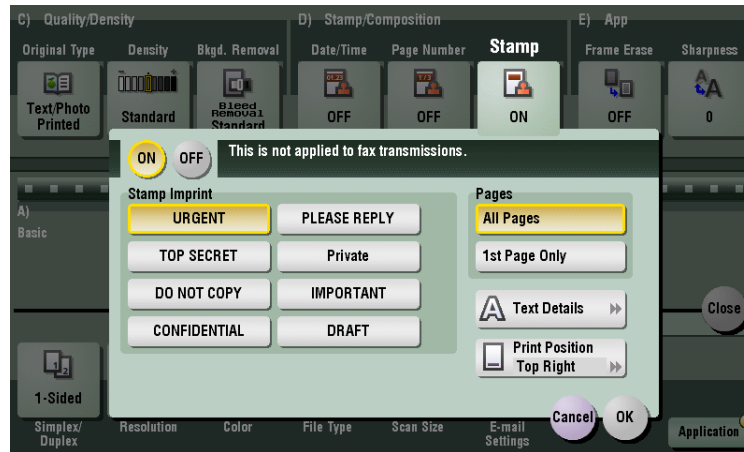 C) Quality/Density
D) Stamp/Composition
E) App
Original Type
Density
Bkgd. Removal
Date/Time
Page Number
Stamp
Frame Erase
Sharpness
01.23
1/3
Text/Photo
Printed
Standard
Bleed
Removal
Standard
OFF
OFF
ON
OFF
0
ON
OFF
This is not applied to fax transmissions.
Stamp Imprint
Pages
URGENT
PLEASE REPLY
All Pages
A)
Basic
TOP SECRET
Private
1st Page Only
DO NOT COPY
IMPORTANT
Text Details
Close
CONFIDENTIAL
DRAFT
Print Position
Top Right
1-Sided
Cancel
OK
Simplex/
Duplex
Resolution
Color
File Type
Scan Size
E-mail
Settings
Application